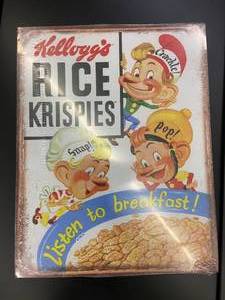 Kellogg's
RICE
KRISPIES
Crackle!
Pop!
Snap!
Listen to breakfast!